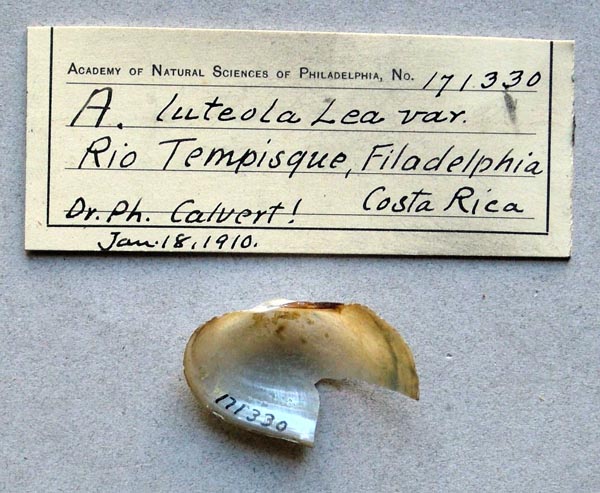 Academy of Natural Sciences of Philadelphia, No. 171330
A. luteola Lea var.
Rio Tempisque, Filadelphia
Costa Rica
Dr. Ph. Calvert!
Jan. 18, 1910.
171330